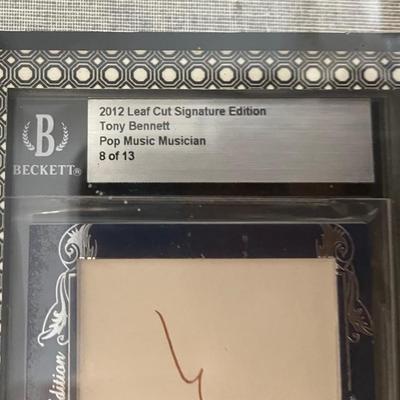 2012 Leaf Cut Signature Edition
Tony Bennett
Pop Music Musician
8 of 13
B
BECKETT®
Edition